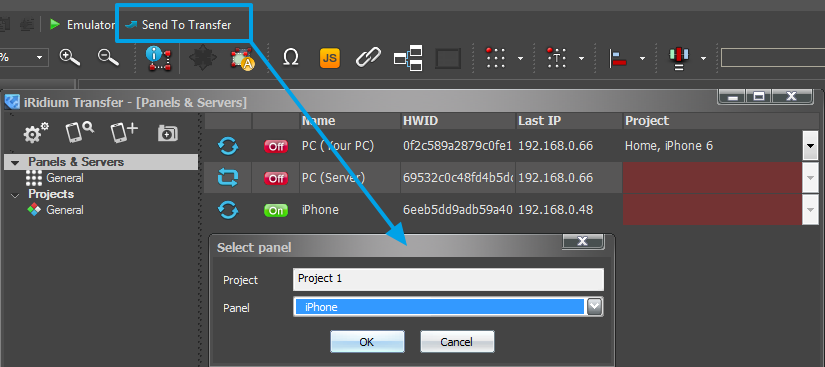 Emulator Send To Transfer
%
i A Ω JS T
iRidium Transfer - [Panels & Servers]
Name HWID Last IP Project
Off PC (Your PC) 0f2c589a2879c0fe1 192.168.0.66 Home, iPhone 6
Panels & Servers
General
Off PC (Server) 69532c0c48fd4b5dc 192.168.0.66
Projects
General
On iPhone 6eeb5dd9adb59a40 192.168.0.48
Select panel
Project Project 1
Panel iPhone
OK Cancel